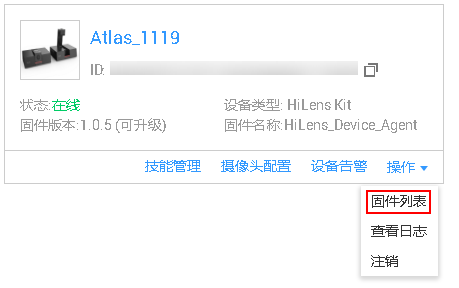 Atlas_1119
ID:
状态:在线
设备类型: HiLens Kit
固件版本:1.0.5 (可升级)
固件名称:HiLens_Device_Agent
技能管理 摄像头配置 设备告警 操作
固件列表
查看日志
注销